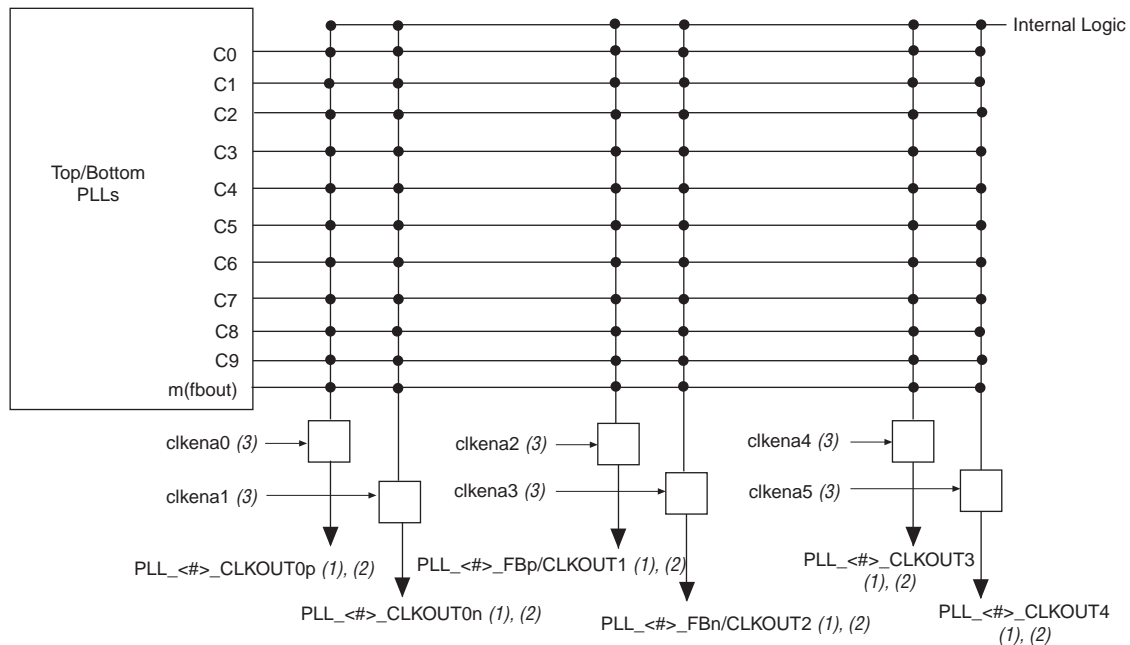 Internal Logic
C0
C1
C2
C3
Top/Bottom
PLLs
C4
C5
C6
C7
C8
C9
m(fbout)
clkena0 (3)
clkena2 (3)
clkena4 (3)
clkena1 (3)
clkena3 (3)
clkena5 (3)
PLL_<#>_CLKOUT0p (1), (2)
PLL_<#>_FBp/CLKOUT1 (1), (2)
PLL_<#>_CLKOUT3
(1), (2)
PLL_<#>_CLKOUT0n (1), (2)
PLL_<#>_FBn/CLKOUT2 (1), (2)
PLL_<#>_CLKOUT4
(1), (2)